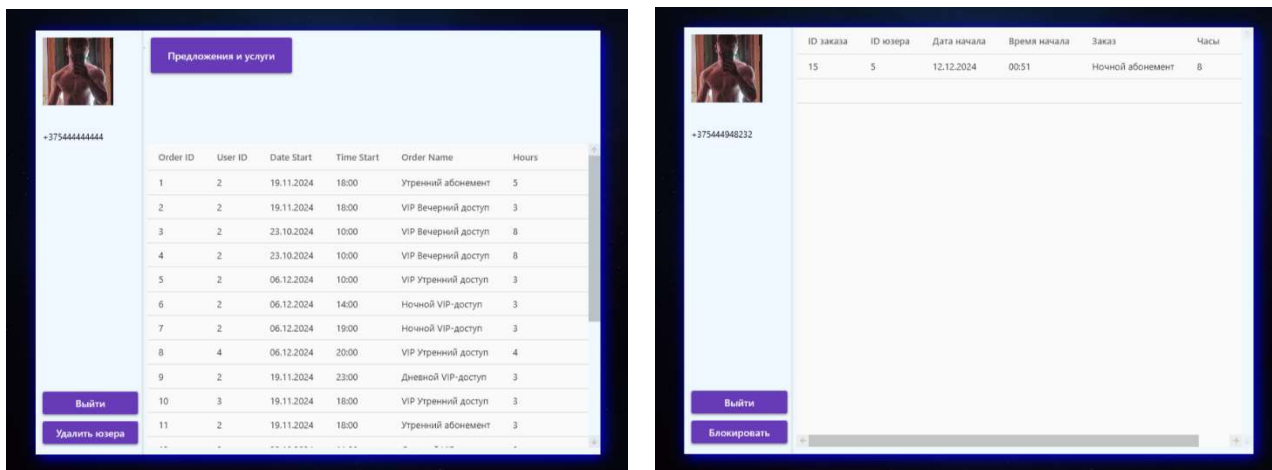 Предложения и услуги
+375444444444
Order ID User ID Date Start Time Start Order Name Hours
1 2 19.11.2024 18:00 Утренний абонемент 5
2 2 19.11.2024 18:00 VIP Вечерний доступ 3
3 2 23.10.2024 10:00 VIP Вечерний доступ 8
4 2 23.10.2024 10:00 VIP Вечерний доступ 8
5 2 06.12.2024 10:00 VIP Утренний доступ 3
6 2 06.12.2024 14:00 Ночной VIP-доступ 3
7 2 06.12.2024 19:00 Ночной VIP-доступ 3
8 4 06.12.2024 20:00 VIP Утренний доступ 4
9 2 19.11.2024 23:00 Дневной VIP-доступ 3
10 3 19.11.2024 18:00 VIP Утренний доступ 3
11 2 19.11.2024 18:00 Утренний абонемент 3
Выйти
Удалить юзера
ID заказа ID юзера Дата начала Время начала Заказ Часы
15 5 12.12.2024 00:51 Ночной абонемент 8
+375444948232
Выйти
Блокировать